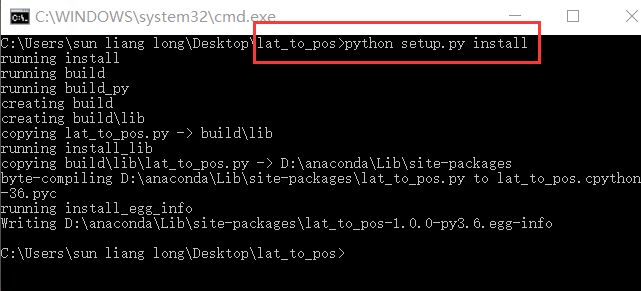 C:\WINDOWS\system32\cmd.exe
C:\Users\sun liang long\Desktop\lat_to_pos>python setup.py install
running install
running build
running build_py
creating build
creating build\lib
copying lat_to_pos.py -> build\lib
running install_lib
copying build\lib\lat_to_pos.py -> D:\anaconda\Lib\site-packages
byte-compiling D:\anaconda\Lib\site-packages\lat_to_pos.py to lat_to_pos.cpython
-36.pyc
running install_egg_info
Writing D:\anaconda\Lib\site-packages\lat_to_pos-1.0.0-py3.6.egg-info
C:\Users\sun liang long\Desktop\lat_to_pos>